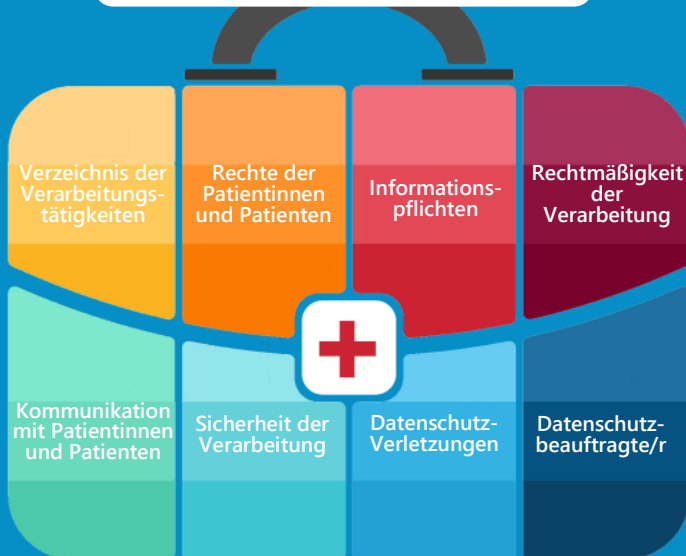 Verzeichnis der
Verarbeitungs-
tätigkeiten
Rechte der
Patientinnen
und Patienten
Informations-
pflichten
Rechtmäßigkeit
der
Verarbeitung
Kommunikation
mit Patientinnen
und Patienten
Sicherheit der
Verarbeitung
Datenschutz-
Verletzungen
Datenschutz-
beauftragte/r